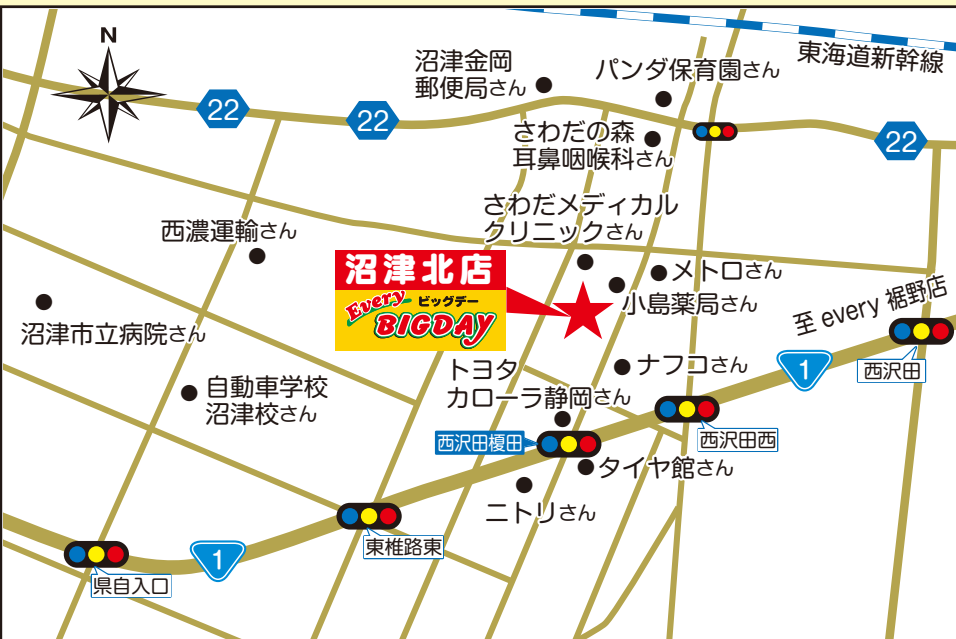 N
東海道新幹線
沼津金岡
郵便局さん
パンダ保育園さん
22
22
さわだの森
耳鼻咽喉科さん
22
さわだメディカル
クリニックさん
西濃運輸さん
沼津北店
Every ビッグデー
BIGDAY
メトロさん
小島薬局さん
至 every 裾野店
沼津市立病院さん
トヨタ
カローラ静岡さん
ナフコさん
1
西沢田
自動車学校
沼津校さん
西沢田榎田
西沢田西
タイヤ館さん
ニトリさん
東椎路東
1
県自入口